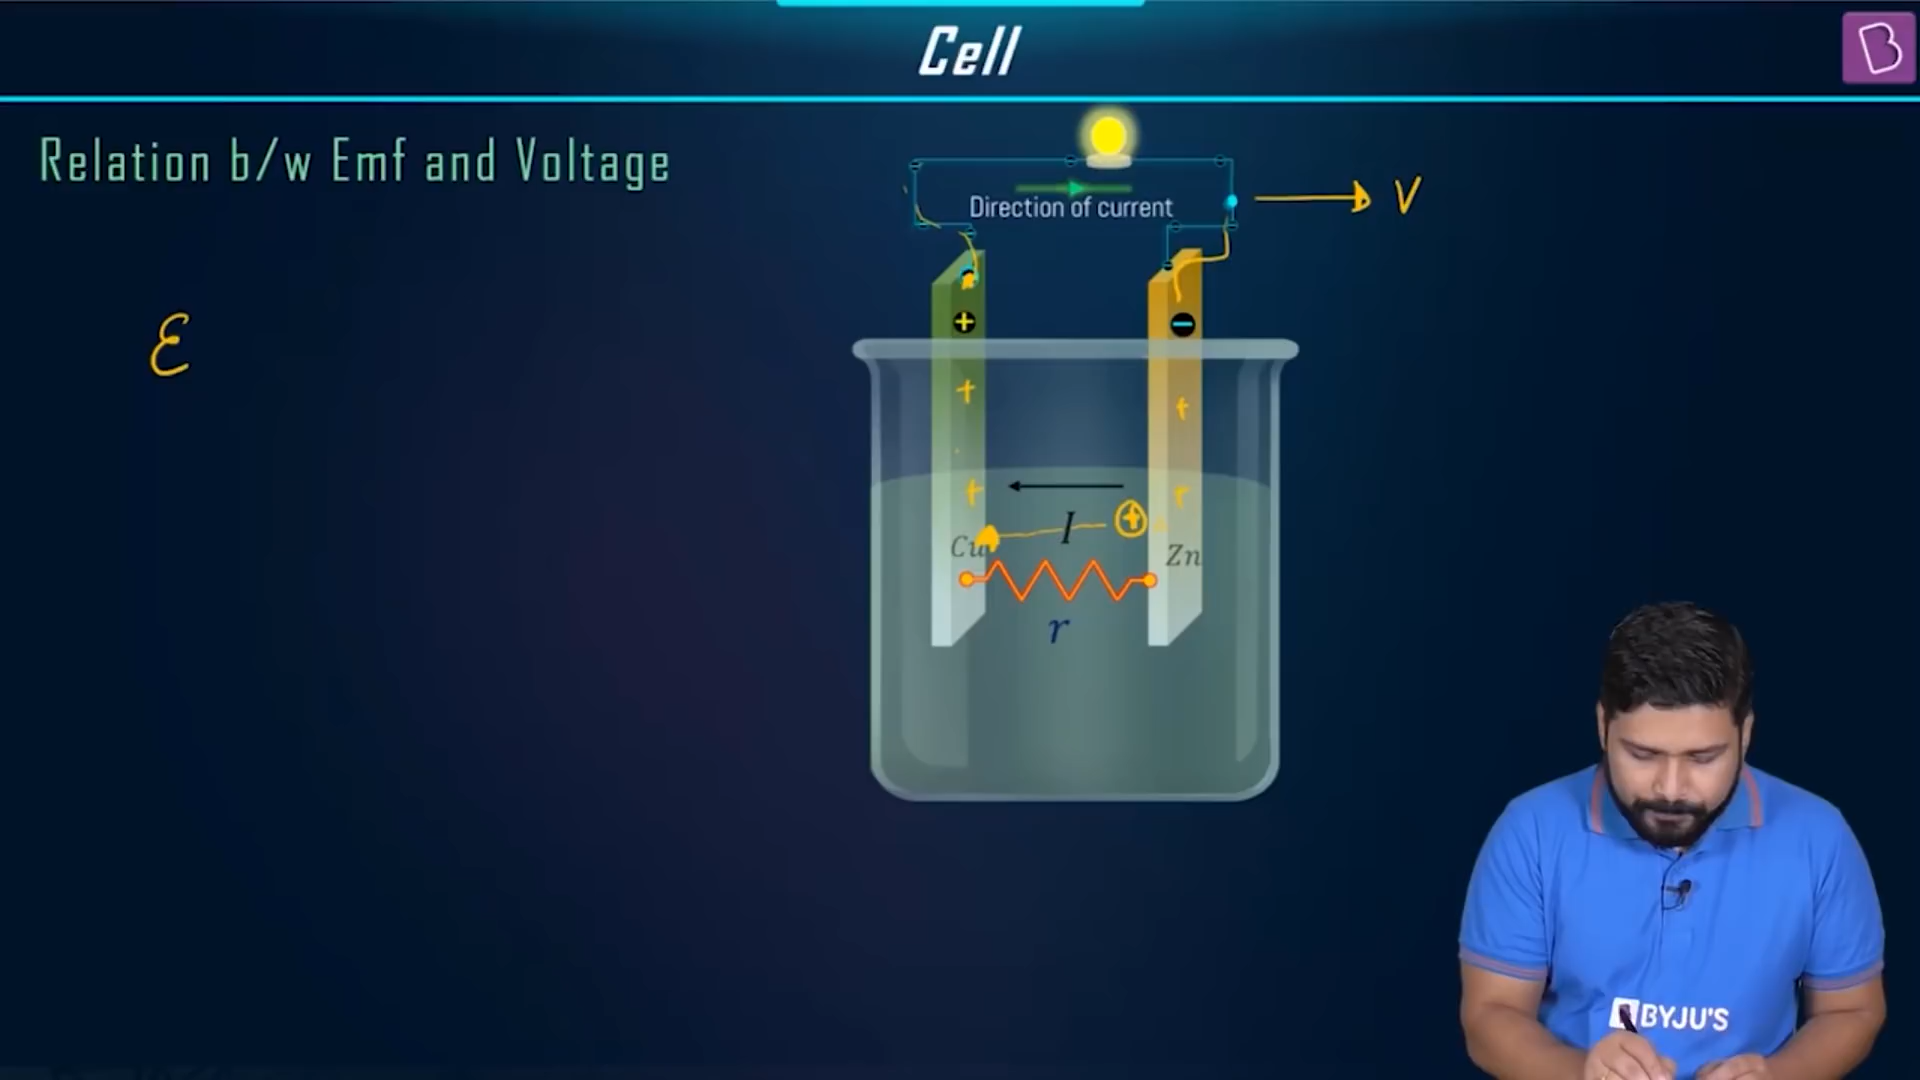 Cell
B
Relation b/w Emf and Voltage
Direction of current
V
ℰ
+ −
+ +
+
I +
Cu Zn
r
BYJU'S